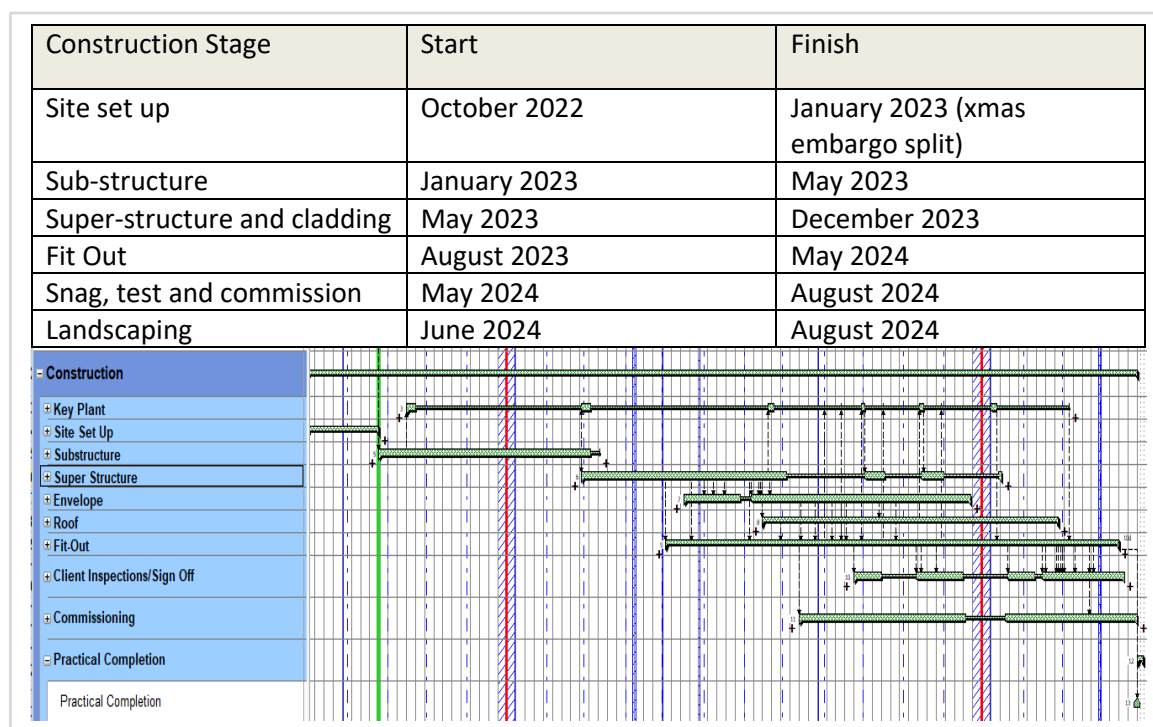 Construction Stage Start Finish
Site set up October 2022 January 2023 (xmas
embargo split)
Sub-structure January 2023 May 2023
Super-structure and cladding May 2023 December 2023
Fit Out August 2023 May 2024
Snag, test and commission May 2024 August 2024
Landscaping June 2024 August 2024
Construction
Key Plant
Site Set Up
Substructure
Super Structure
Envelope
Roof
Fit-Out
Client Inspections/Sign Off
Commissioning
Practical Completion
Practical Completion